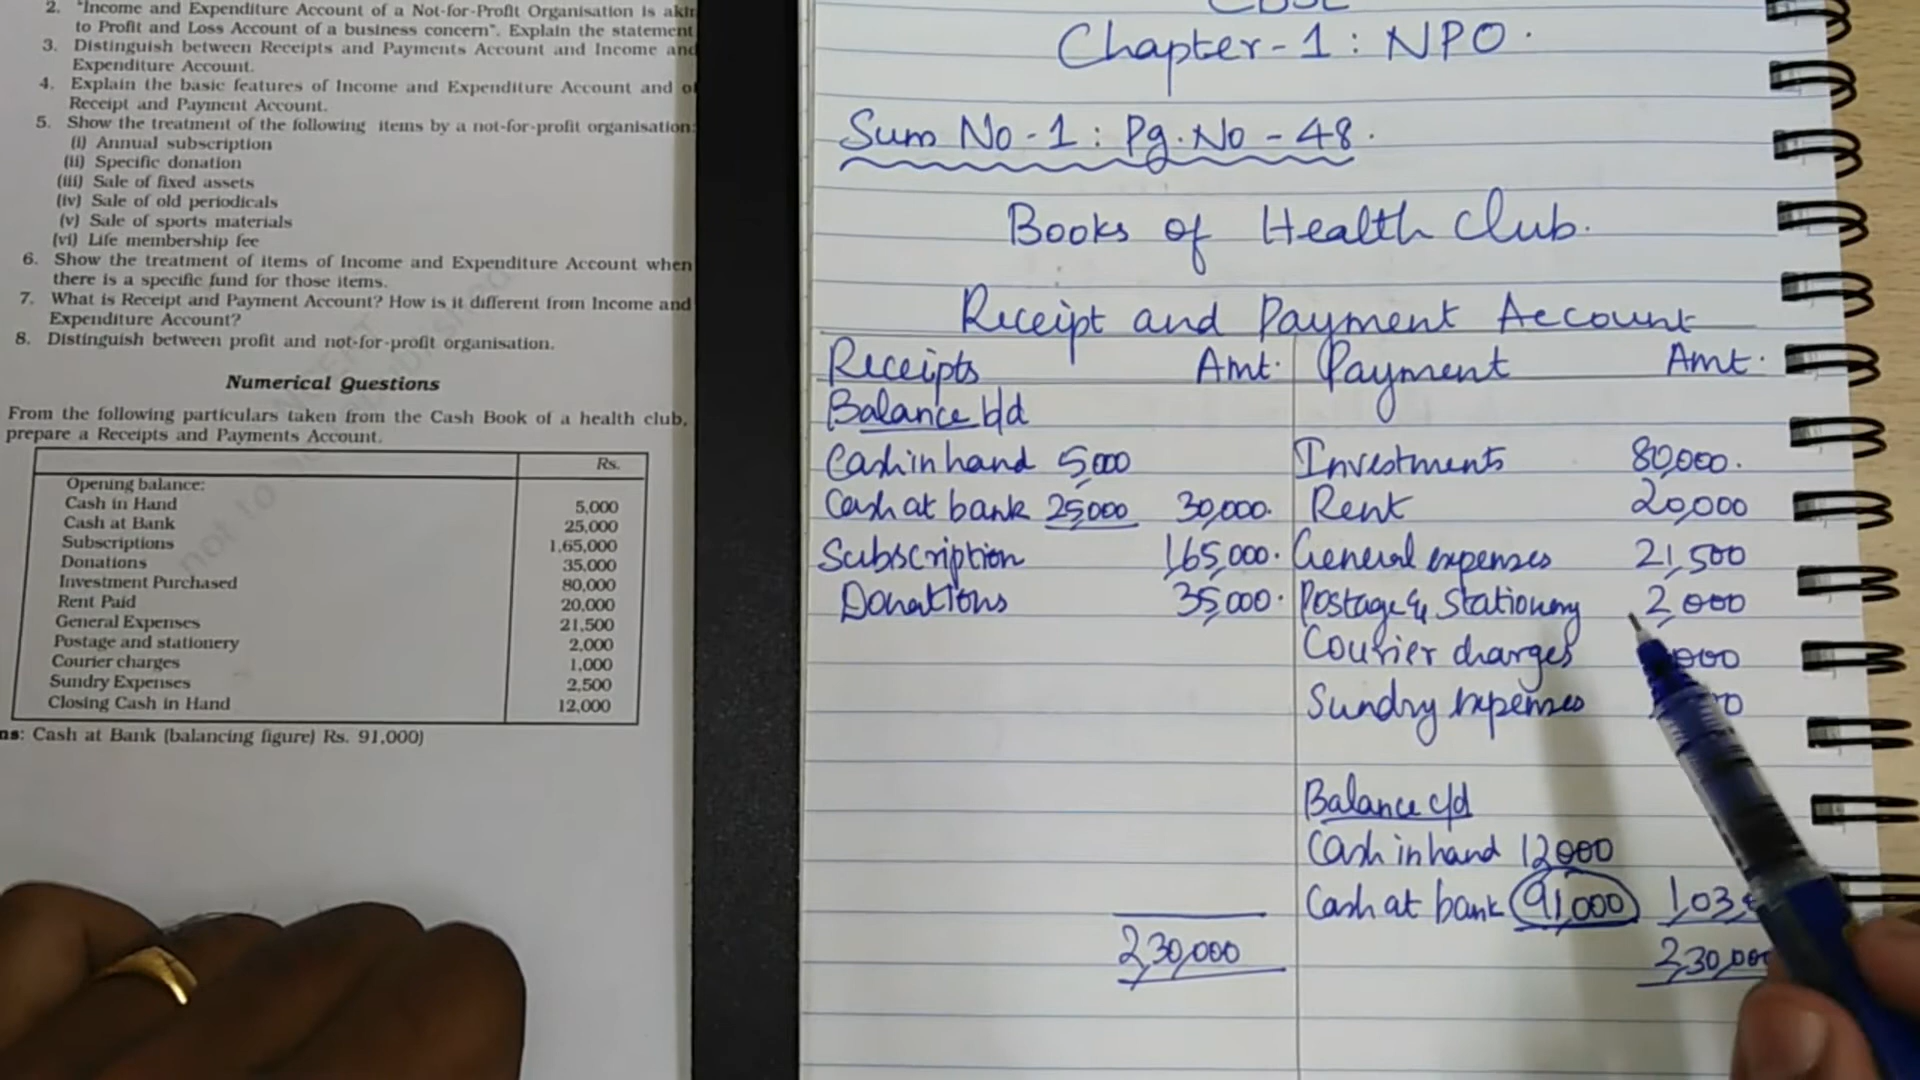 2. "Income and Expenditure Account of a Not-for-Profit Organisation is akin
to Profit and Loss Account of a business concern". Explain the statement
3. Distinguish between Receipts and Payments Account and Income and
Expenditure Account.
4. Explain the basic features of Income and Expenditure Account and of
Receipt and Payment Account.
5. Show the treatment of the following items by a not-for-profit organisation:
(i) Annual subscription
(ii) Specific donation
(iii) Sale of fixed assets
(iv) Sale of old periodicals
(v) Sale of sports materials
(vi) Life membership fee
6. Show the treatment of items of Income and Expenditure Account when
there is a specific fund for those items.
7. What is Receipt and Payment Account? How is it different from Income and
Expenditure Account?
8. Distinguish between profit and not-for-profit organisation.
Numerical Questions
From the following particulars taken from the Cash Book of a health club,
prepare a Receipts and Payments Account.
Rs.
Opening balance:
Cash in Hand 5,000
Cash at Bank 25,000
Subscriptions 1,65,000
Donations 35,000
Investment Purchased 80,000
Rent Paid 20,000
General Expenses 21,500
Postage and stationery 2,000
Courier charges 1,000
Sundry Expenses 2,500
Closing Cash in Hand 12,000
ns: Cash at Bank (balancing figure) Rs. 91,000)
not to
Chapter-1: NPO.
Sum No-1: Pg.No-48.
Books of Health Club.
Receipt and Payment Account
Receipts Amt. Payment Amt.
Balance b/d
Cash in hand 5,000 Investments 80,000.
Cash at bank 25,000 30,000. Rent 20,000
Subscription 1,65,000. General expenses 21,500
Donations 35,000. Postage & Stationery 2,000
Courier charges 000
Sundry expenses
Balance c/d
Cash in hand 12000
Cash at bank 91,000 1,03,
2,30,000 2,30,000